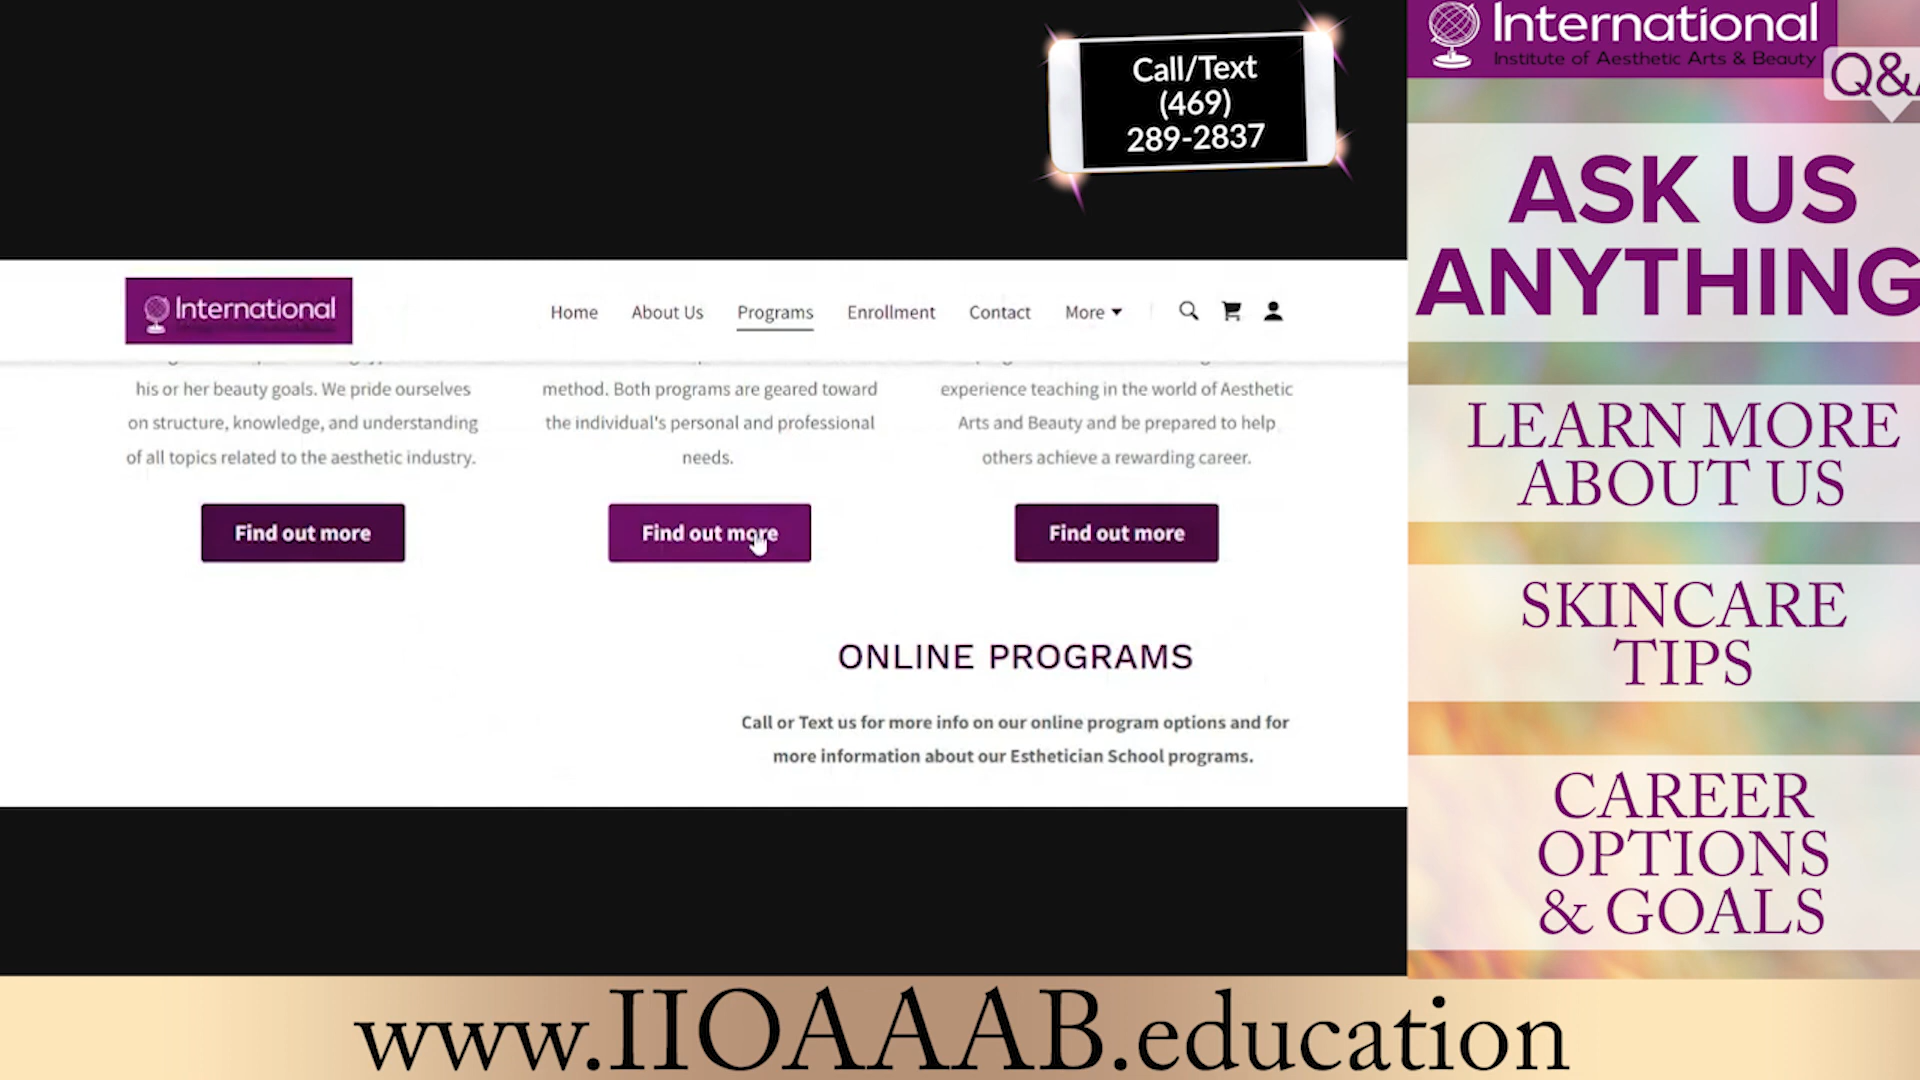 Call/Text
(469)
289-2837
International
Institute of Aesthetic Arts & Beauty
Q&A
ASK US
ANYTHING
LEARN MORE
ABOUT US
SKINCARE
TIPS
CAREER
OPTIONS
& GOALS
International
Home
About Us
Programs
Enrollment
Contact
More
his or her beauty goals. We pride ourselves
on structure, knowledge, and understanding
of all topics related to the aesthetic industry.
Find out more
method. Both programs are geared toward
the individual's personal and professional
needs.
Find out more
experience teaching in the world of Aesthetic
Arts and Beauty and be prepared to help
others achieve a rewarding career.
Find out more
ONLINE PROGRAMS
Call or Text us for more info on our online program options and for
more information about our Esthetician School programs.
www.IIOAAAB.education